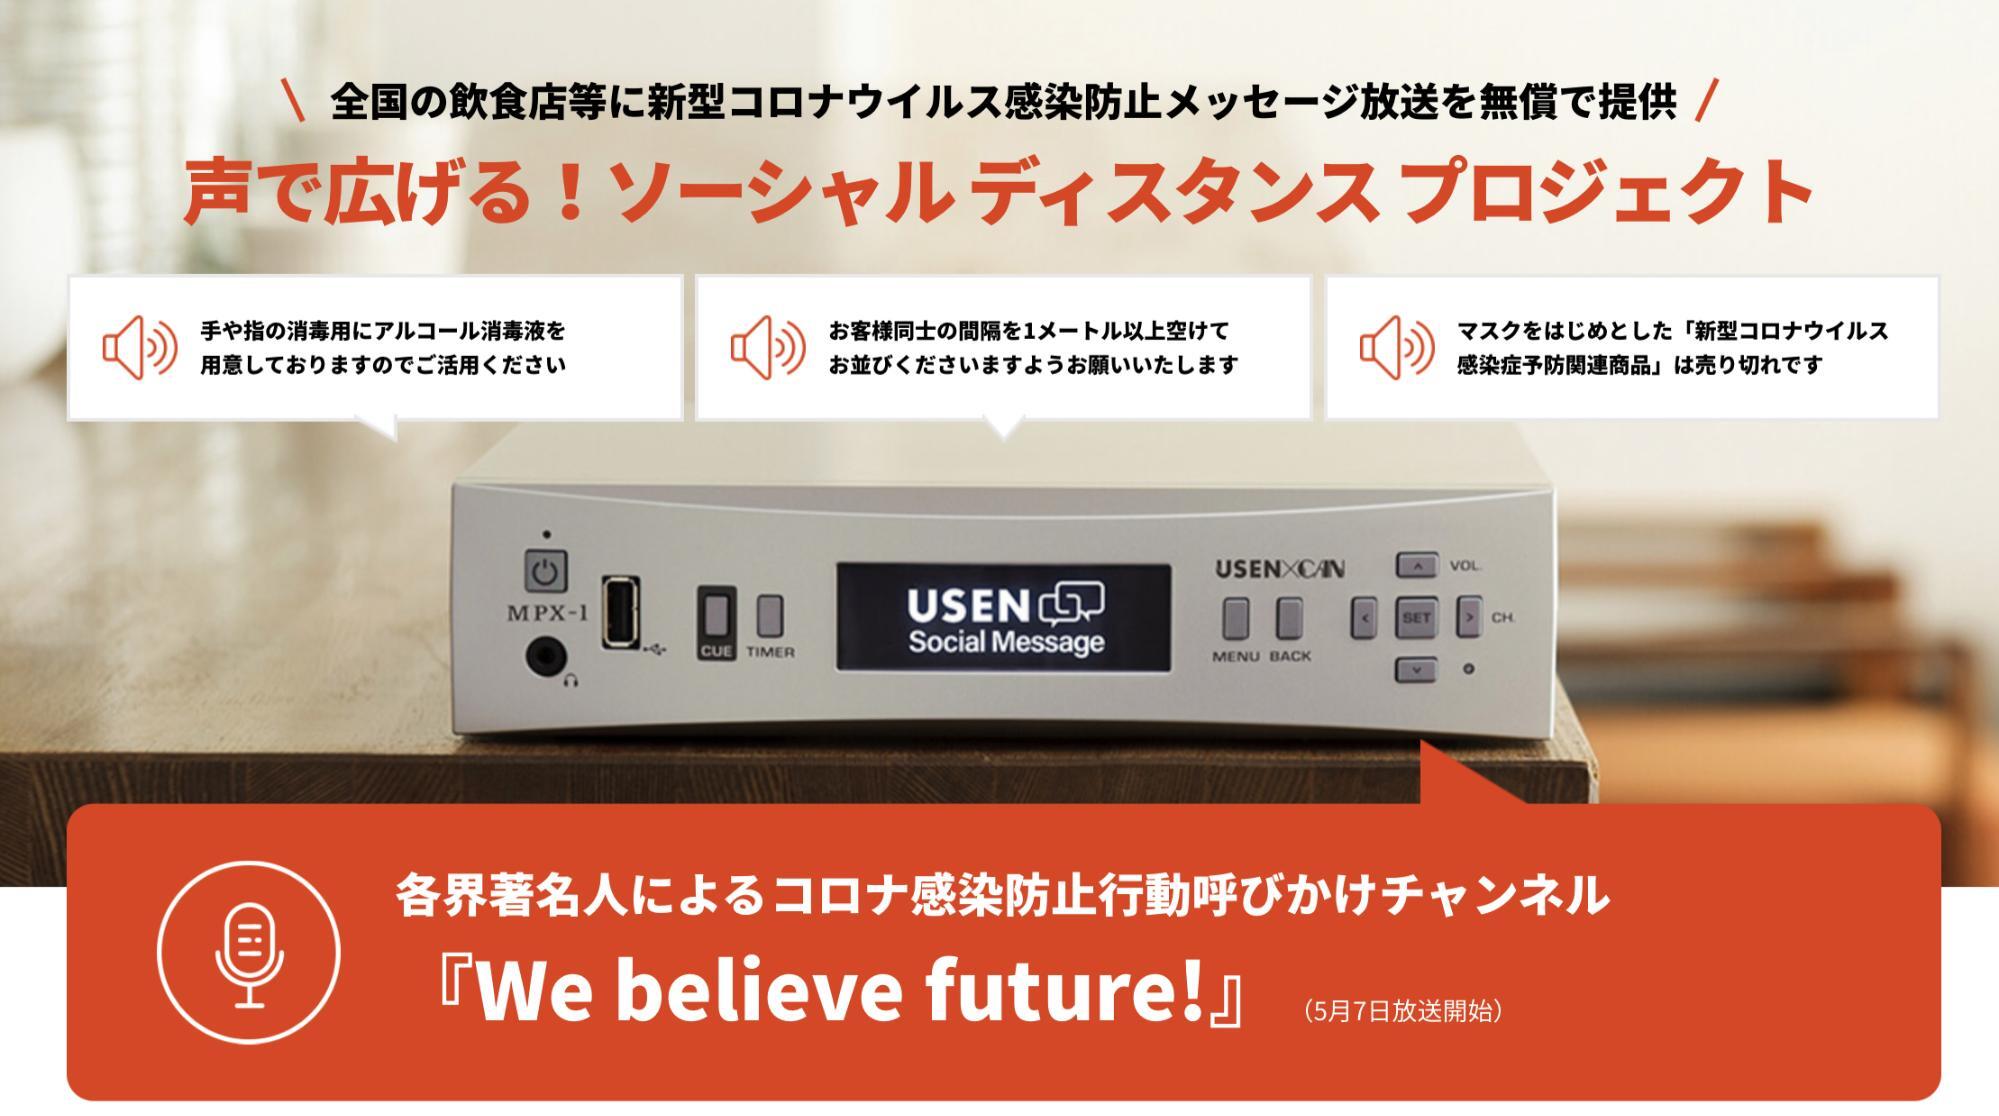 全国の飲食店等に新型コロナウイルス感染防止メッセージ放送を無償で提供
声で広げる！ソーシャル ディスタンス プロジェクト
手や指の消毒用にアルコール消毒液を
用意しておりますのでご活用ください
お客様同士の間隔を1メートル以上空けて
お並びくださいますようお願いいたします
マスクをはじめとした「新型コロナウイルス
感染症予防関連商品」は売り切れです
MPX-1
CUE TIMER
USEN
Social Message
USEN×CAN
MENU BACK
VOL.
SET
CH.
各界著名人によるコロナ感染防止行動呼びかけチャンネル
『We believe future!』 （5月7日放送開始）